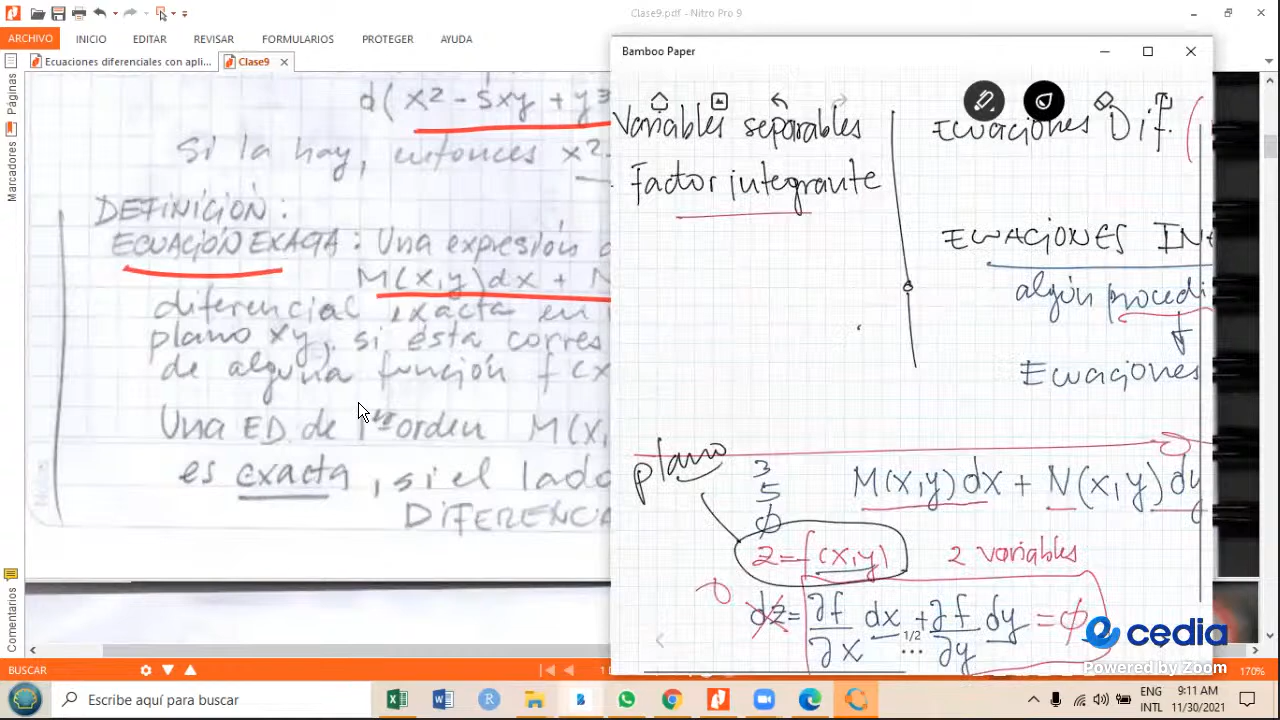 Clase9.pdf - Nitro Pro 9
ARCHIVO INICIO EDITAR REVISAR FORMULARIOS PROTEGER AYUDA
Ecuaciones diferenciales con apli... Clase9
Páginas
Marcadores
Comentarios
d( x2 - 5xy + y3
Si la hay, entonces x2.
DEFINICIÓN:
ECUACIÓN EXACTA: Una expresión
M(x,y)dx + N
diferencial exacta en
plano xy, si ésta corres
de alguna función f (x
Una ED de 1er orden M(x,
es exacta, si el lado
DIFERENCIA
Bamboo Paper
Variables separables
Factor integrante
Ecuaciones Dif. (
ECUACIONES IN
algún procedi
Ecuaciones
plano
3
5
ϕ
M(x,y)dx + N(x,y)dy
z=f(x,y) 2 variables
0 dz= ∂f/∂x dx + ∂f/∂y dy = ϕ
1/2
cedia
Powered by Zoom
BUSCAR
170%
Escribe aquí para buscar
ENG
INTL
9:11 AM
11/30/2021